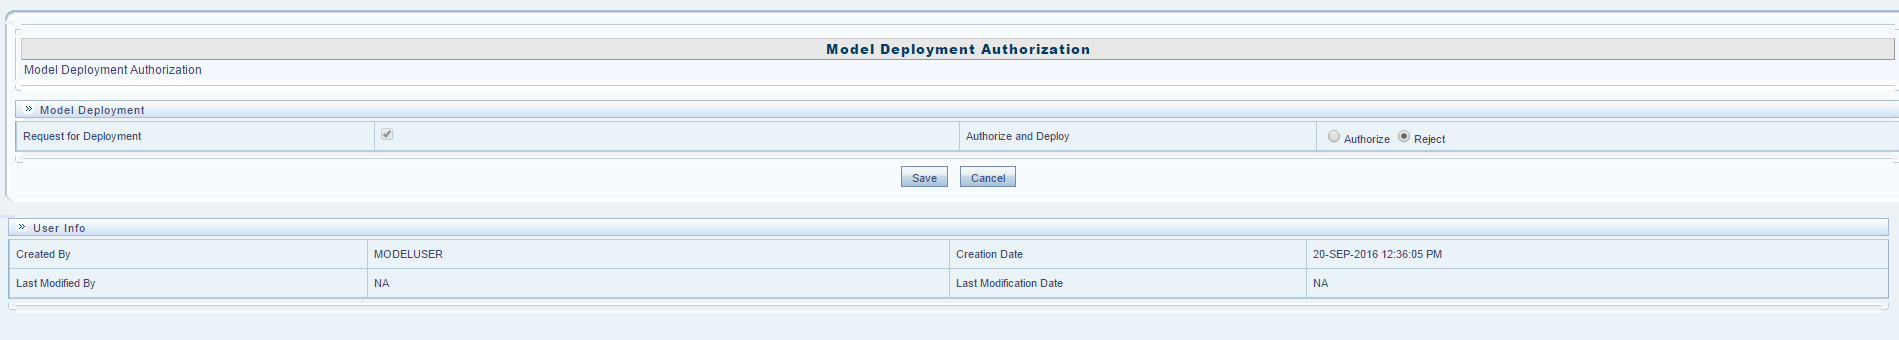 Model Deployment Authorization
Model Deployment Authorization
» Model Deployment
Request for Deployment Authorize and Deploy Authorize Reject
Save Cancel
» User Info
Created By MODELUSER Creation Date 20-SEP-2016 12:36:05 PM
Last Modified By NA Last Modification Date NA